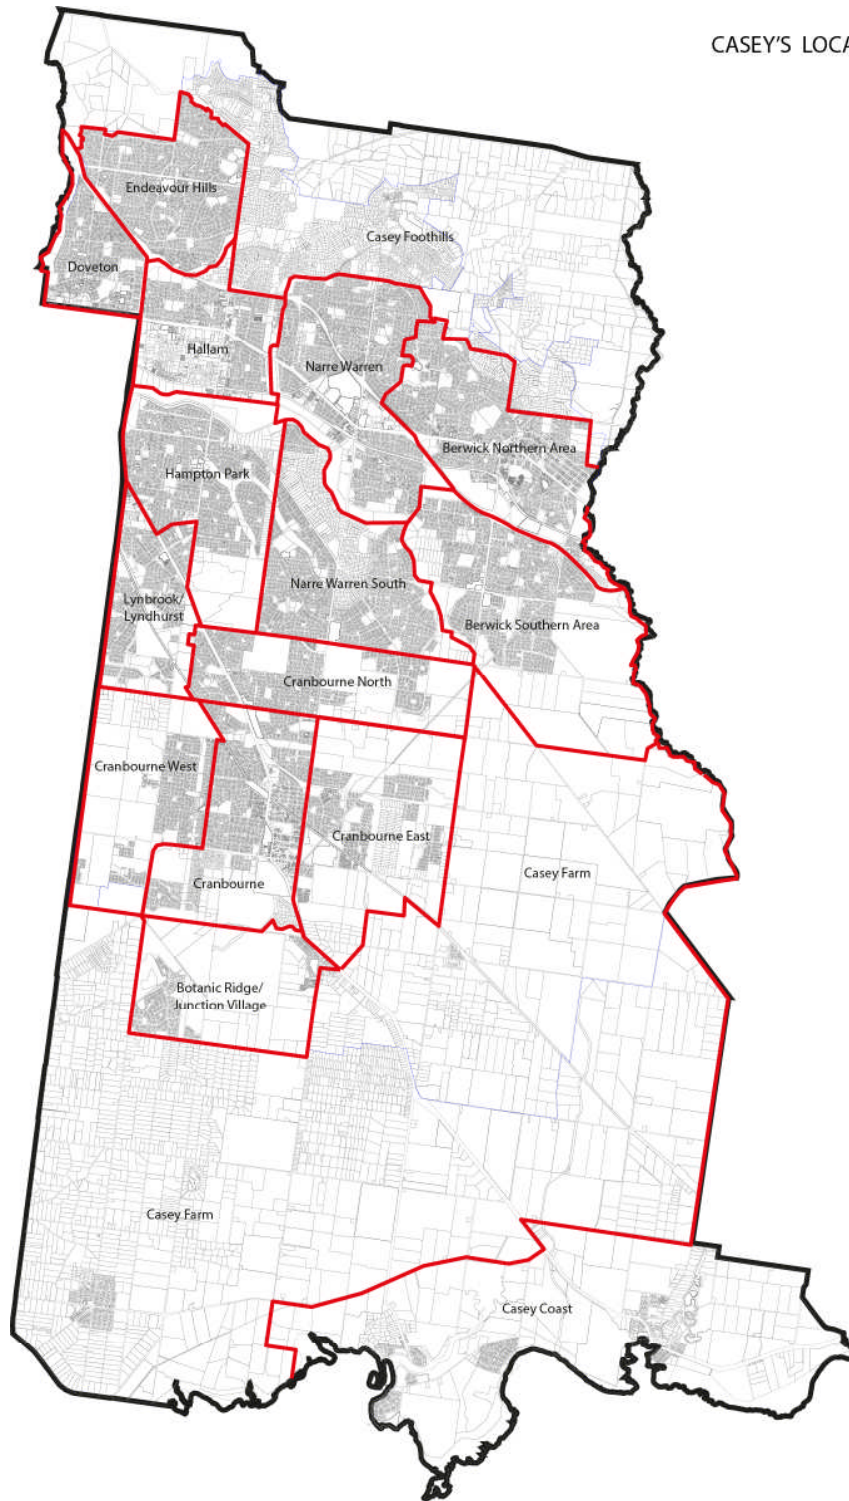 CASEY'S LOCA
Endeavour Hills
Casey Foothills
Doveton
Hallam
Narre Warren
Berwick Northern Area
Hampton Park
Narre Warren South
Lynbrook/
Lyndhurst
Berwick Southern Area
Cranbourne North
Cranbourne West
Cranbourne East
Casey Farm
Cranbourne
Botanic Ridge/
Junction Village
Casey Farm
Casey Coast